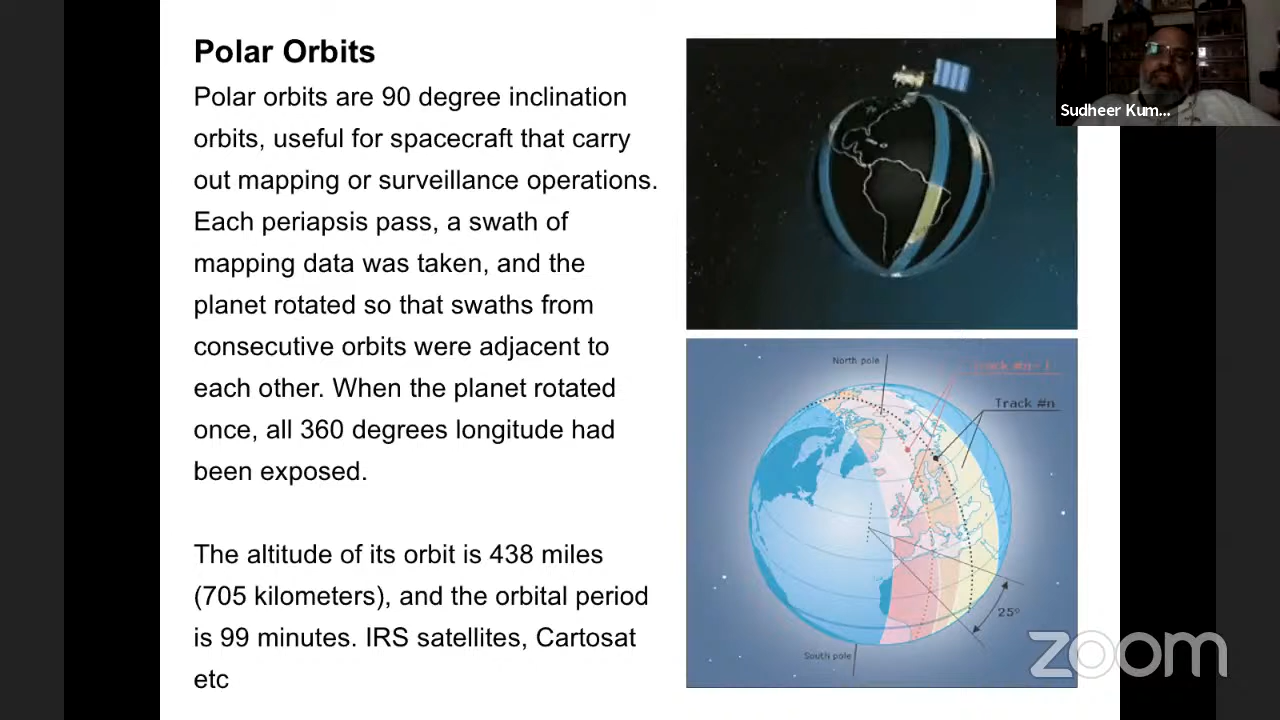 Polar Orbits
Polar orbits are 90 degree inclination
orbits, useful for spacecraft that carry
out mapping or surveillance operations.
Each periapsis pass, a swath of
mapping data was taken, and the
planet rotated so that swaths from
consecutive orbits were adjacent to
each other. When the planet rotated
once, all 360 degrees longitude had
been exposed.
The altitude of its orbit is 438 miles
(705 kilometers), and the orbital period
is 99 minutes. IRS satellites, Cartosat
etc
Sudheer Kum...
North pole
Track #n-1
Track #n
25°
South pole
zoom